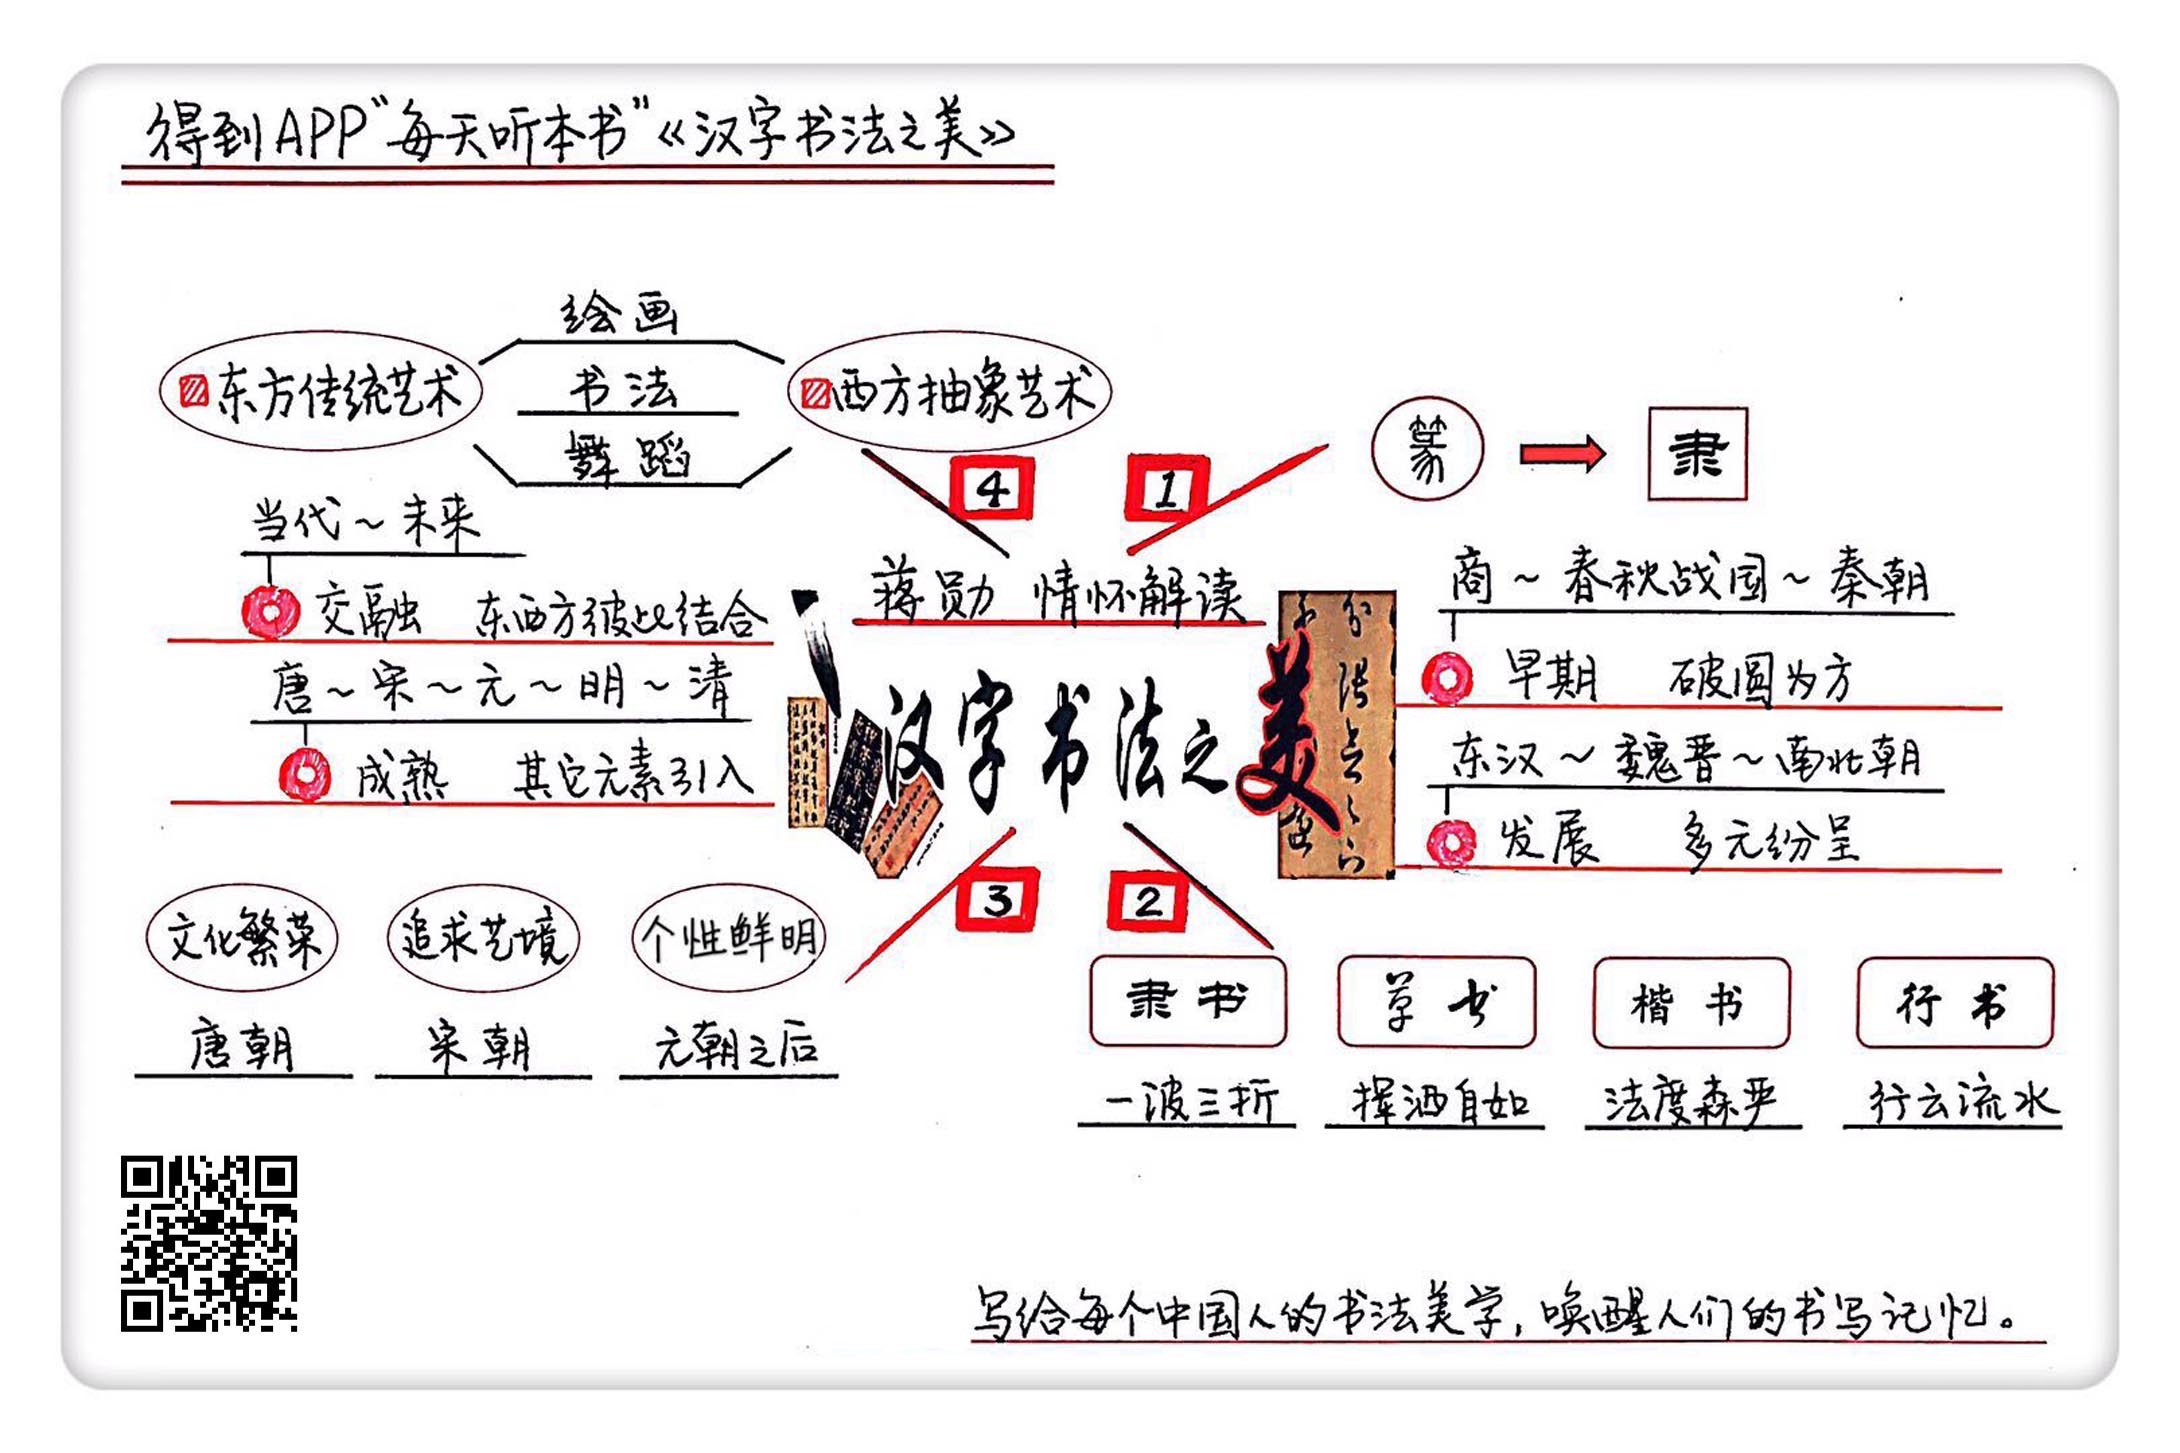 得到APP“每天听本书”《汉字书法之美》
绘画
东方传统艺术 书法 西方抽象艺术
舞蹈
4
1
篆 隶
当代~未来
交融 东西方彼此结合
唐~宋~元~明~清
成熟 其它元素引入
蒋勋 情怀解读
汉字书法之美
商~春秋战国~秦朝
早期 破圆为方
东汉~魏晋~南北朝
发展 多元纷呈
3
2
文化繁荣 追求艺境 个性鲜明
唐朝 宋朝 元朝之后
隶书 草书 楷书 行书
一波三折 挥洒自如 法度森严 行云流水
写给每个中国人的书法美学，唤醒人们的书写记忆。